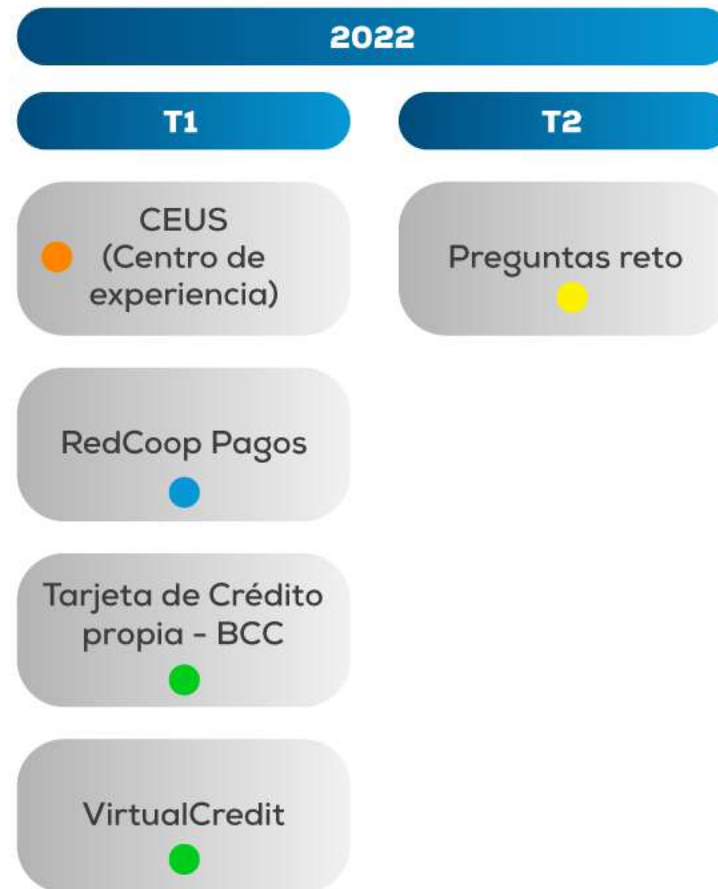 2022
T1
T2
CEUS
(Centro de
experiencia)
Preguntas reto
RedCoop Pagos
Tarjeta de Crédito
propia - BCC
VirtualCredit